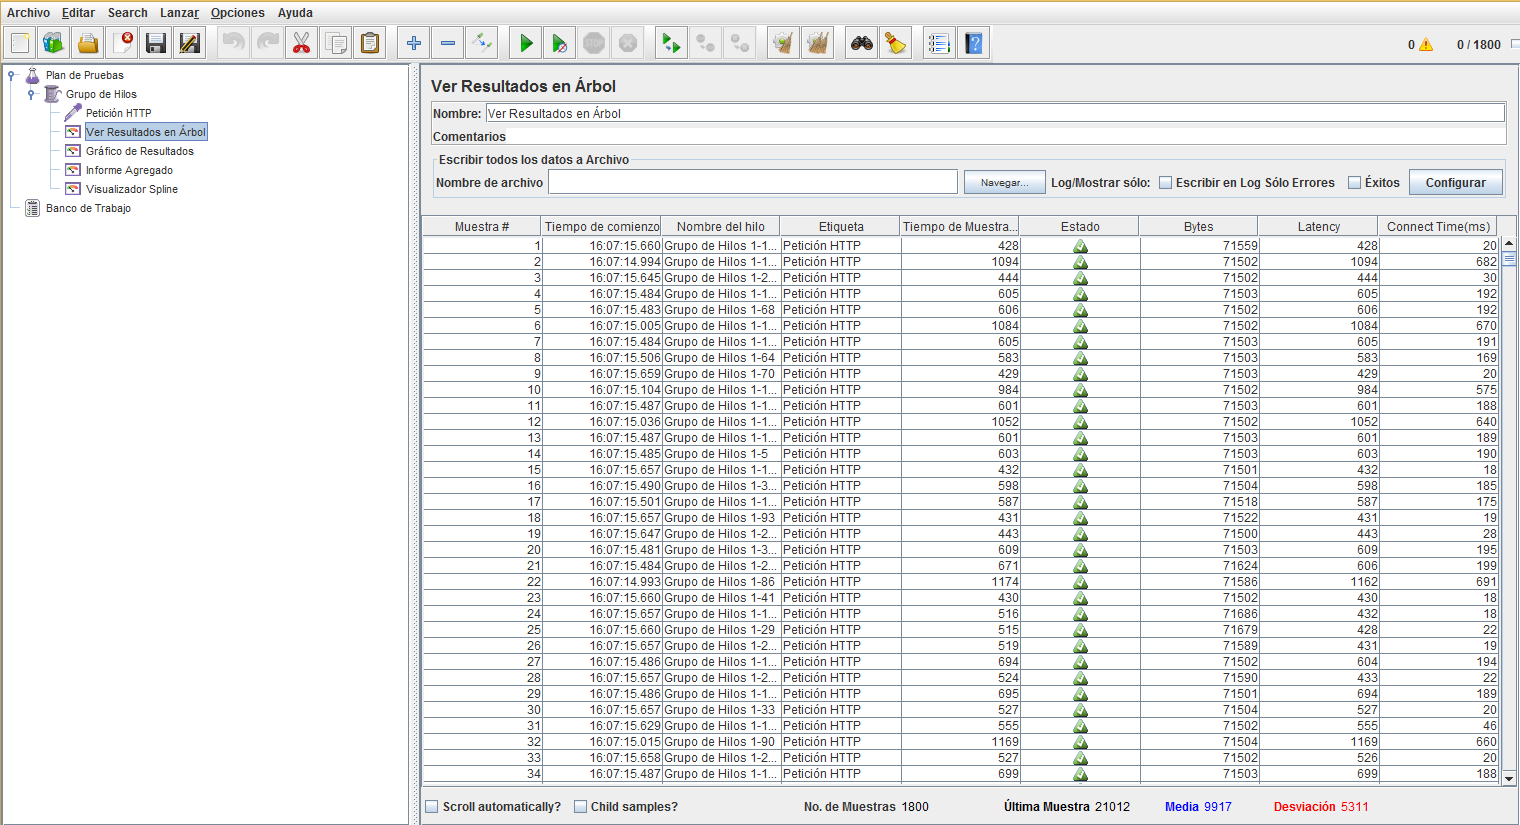 Archivo Editar Search Lanzar Opciones Ayuda
0 0 / 1800
Plan de Pruebas
Grupo de Hilos
Petición HTTP
Ver Resultados en Árbol
Gráfico de Resultados
Informe Agregado
Visualizador Spline
Banco de Trabajo
Ver Resultados en Árbol
Nombre: Ver Resultados en Árbol
Comentarios
Escribir todos los datos a Archivo
Nombre de archivo Navegar... Log/Mostrar sólo: Escribir en Log Sólo Errores Éxitos Configurar
Muestra # Tiempo de comienzo Nombre del hilo Etiqueta Tiempo de Muestra... Estado Bytes Latency Connect Time(ms)
1 16:07:15.660 Grupo de Hilos 1-1... Petición HTTP 428 71559 428 20
2 16:07:14.994 Grupo de Hilos 1-1... Petición HTTP 1094 71502 1094 682
3 16:07:15.645 Grupo de Hilos 1-2... Petición HTTP 444 71502 444 30
4 16:07:15.484 Grupo de Hilos 1-1... Petición HTTP 605 71503 605 192
5 16:07:15.483 Grupo de Hilos 1-68 Petición HTTP 606 71502 606 192
6 16:07:15.005 Grupo de Hilos 1-1... Petición HTTP 1084 71502 1084 670
7 16:07:15.484 Grupo de Hilos 1-1... Petición HTTP 605 71503 605 191
8 16:07:15.506 Grupo de Hilos 1-64 Petición HTTP 583 71503 583 169
9 16:07:15.659 Grupo de Hilos 1-70 Petición HTTP 429 71503 429 20
10 16:07:15.104 Grupo de Hilos 1-1... Petición HTTP 984 71502 984 575
11 16:07:15.487 Grupo de Hilos 1-1... Petición HTTP 601 71503 601 188
12 16:07:15.036 Grupo de Hilos 1-1... Petición HTTP 1052 71502 1052 640
13 16:07:15.487 Grupo de Hilos 1-1... Petición HTTP 601 71503 601 189
14 16:07:15.485 Grupo de Hilos 1-5 Petición HTTP 603 71503 603 190
15 16:07:15.657 Grupo de Hilos 1-1... Petición HTTP 432 71501 432 18
16 16:07:15.490 Grupo de Hilos 1-3... Petición HTTP 598 71504 598 185
17 16:07:15.501 Grupo de Hilos 1-1... Petición HTTP 587 71518 587 175
18 16:07:15.657 Grupo de Hilos 1-93 Petición HTTP 431 71522 431 19
19 16:07:15.647 Grupo de Hilos 1-2... Petición HTTP 443 71500 443 28
20 16:07:15.481 Grupo de Hilos 1-3... Petición HTTP 609 71503 609 195
21 16:07:15.484 Grupo de Hilos 1-2... Petición HTTP 671 71624 606 199
22 16:07:14.993 Grupo de Hilos 1-86 Petición HTTP 1174 71586 1162 691
23 16:07:15.660 Grupo de Hilos 1-41 Petición HTTP 430 71502 430 18
24 16:07:15.657 Grupo de Hilos 1-1... Petición HTTP 516 71686 432 18
25 16:07:15.660 Grupo de Hilos 1-29 Petición HTTP 515 71679 428 22
26 16:07:15.657 Grupo de Hilos 1-2... Petición HTTP 519 71589 431 19
27 16:07:15.486 Grupo de Hilos 1-1... Petición HTTP 694 71502 604 194
28 16:07:15.657 Grupo de Hilos 1-2... Petición HTTP 524 71590 433 22
29 16:07:15.486 Grupo de Hilos 1-1... Petición HTTP 695 71501 694 189
30 16:07:15.657 Grupo de Hilos 1-33 Petición HTTP 527 71504 527 20
31 16:07:15.629 Grupo de Hilos 1-1... Petición HTTP 555 71502 555 46
32 16:07:15.015 Grupo de Hilos 1-90 Petición HTTP 1169 71504 1169 660
33 16:07:15.658 Grupo de Hilos 1-2... Petición HTTP 527 71502 526 20
34 16:07:15.487 Grupo de Hilos 1-1... Petición HTTP 699 71503 699 188
Scroll automatically? Child samples? No. de Muestras 1800 Última Muestra 21012 Media 9917 Desviación 5311